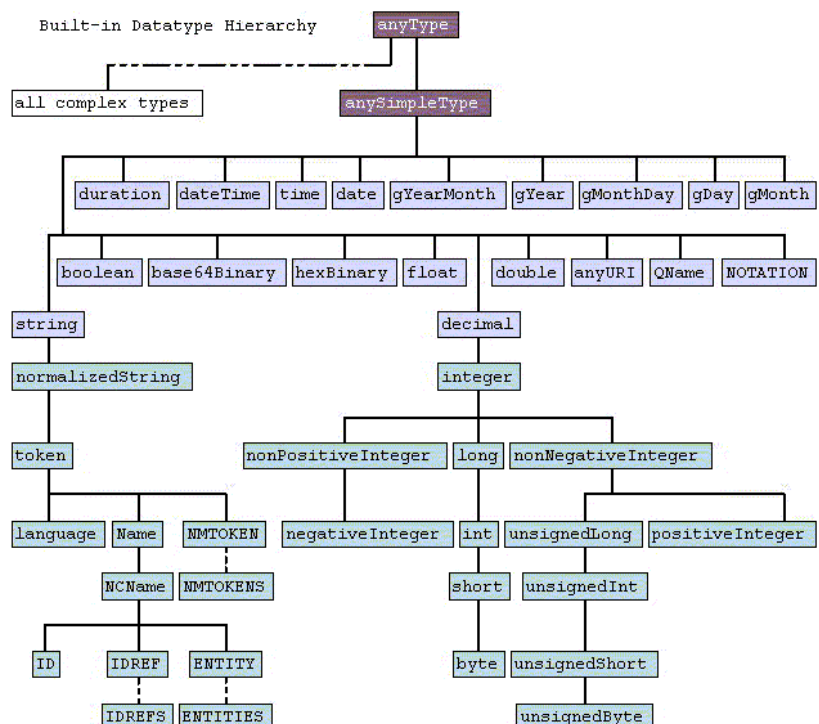 Built-in Datatype Hierarchy anyType
all complex types anySimpleType
duration dateTime time date gYearMonth gYear gMonthDay gDay gMonth
boolean base64Binary hexBinary float double anyURI QName NOTATION
string decimal
normalizedString integer
token nonPositiveInteger long nonNegativeInteger
language Name NMTOKEN negativeInteger int unsignedLong positiveInteger
NCName NMTOKENS short unsignedInt
ID IDREF ENTITY byte unsignedShort
IDREFS ENTITIES unsignedByte